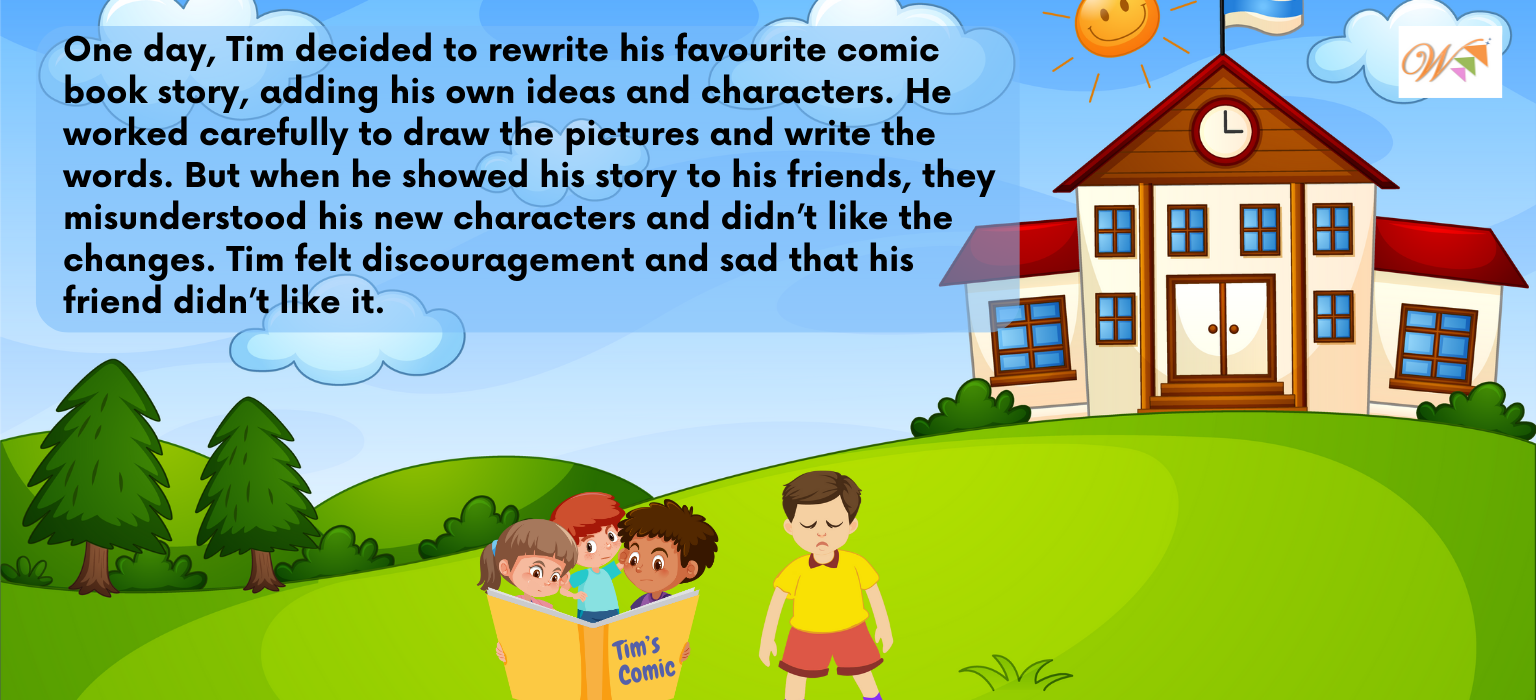 One day, Tim decided to rewrite his favourite comic
book story, adding his own ideas and characters. He
worked carefully to draw the pictures and write the
words. But when he showed his story to his friends, they
misunderstood his new characters and didn’t like the
changes. Tim felt discouragement and sad that his
friend didn’t like it.
W
Tim's
Comic